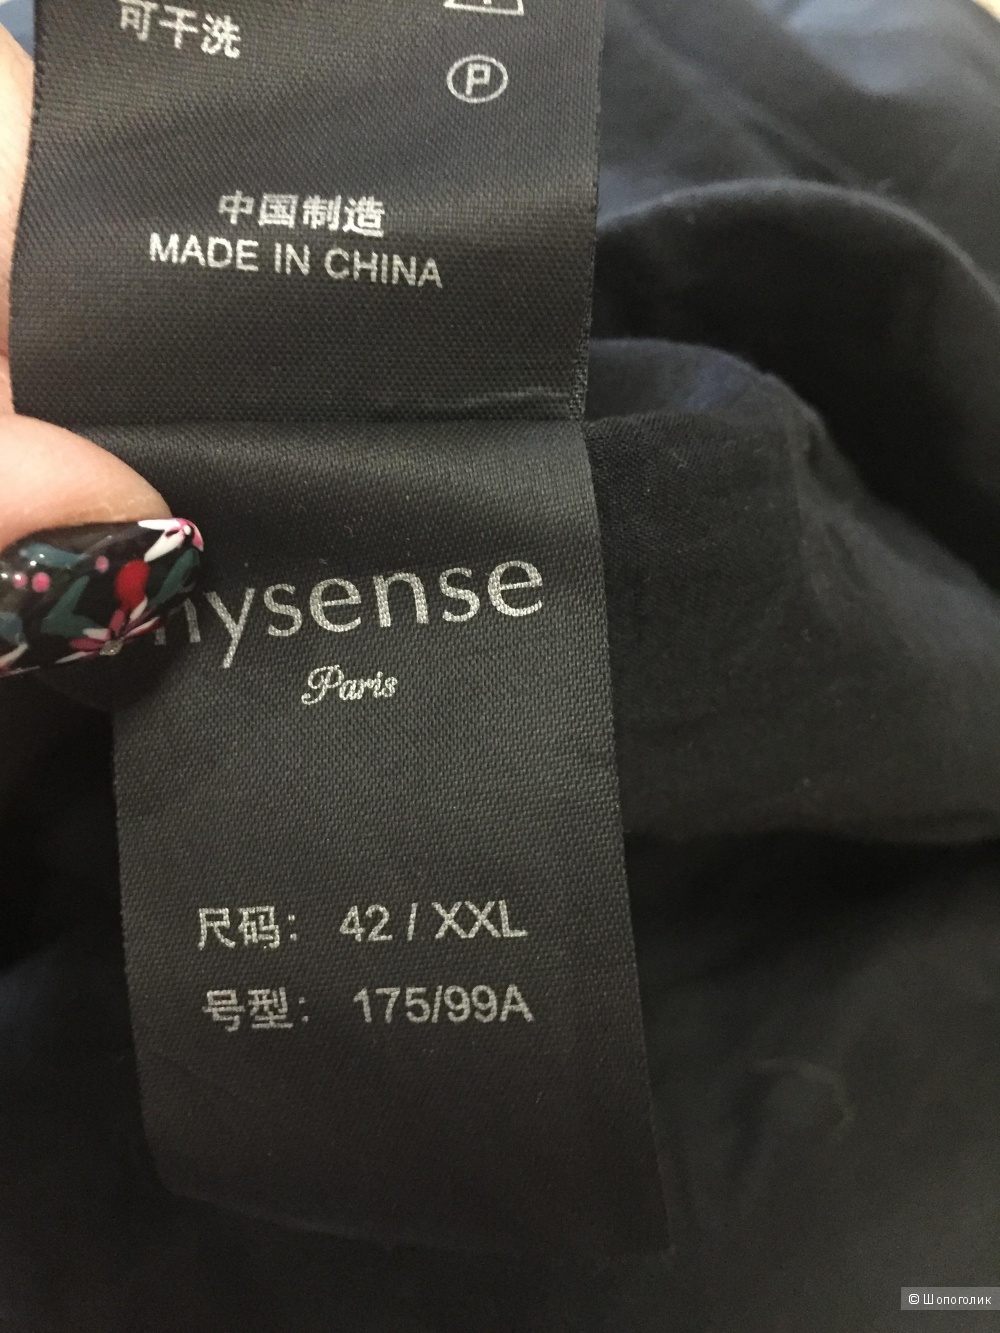 可干洗
P
中国制造
MADE IN CHINA
Paris
尺码： 42 / XXL
号型： 175/99A
© Шопоголик